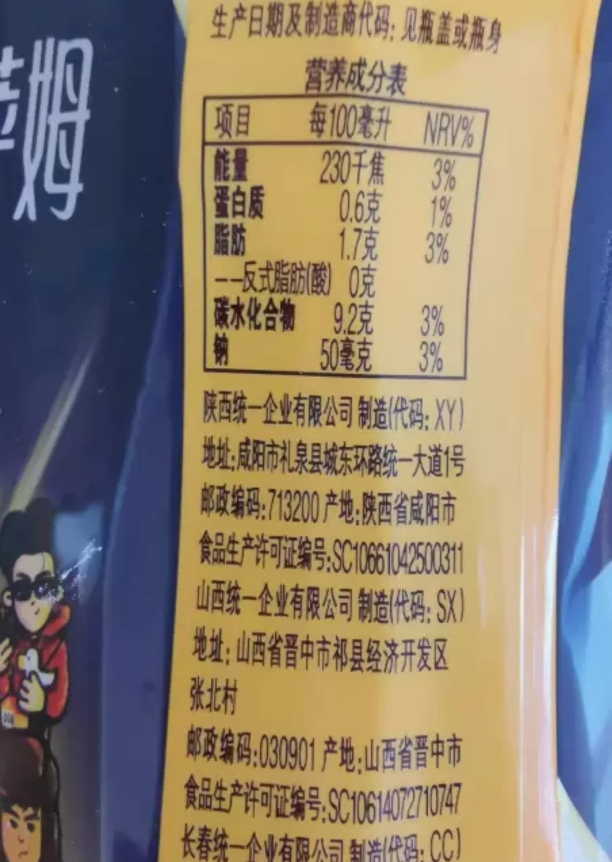 姆
生产日期及制造商代码: 见瓶盖或瓶身
营养成分表
项目 每100毫升 NRV%
能量 230千焦 3%
蛋白质 0.6克 1%
脂肪 1.7克 3%
--反式脂肪(酸) 0克
碳水化合物 9.2克 3%
钠 50毫克 3%
陕西统一企业有限公司 制造(代码: XY)
地址:咸阳市礼泉县城东环路统一大道1号
邮政编码:713200 产地:陕西省咸阳市
食品生产许可证编号:SC10661042500311
山西统一企业有限公司 制造(代码: SX)
地址: 山西省晋中市祁县经济开发区
张北村
邮政编码:030901 产地:山西省晋中市
食品生产许可证编号:SC10614072710747
长春统一企业有限公司 制造(代码: CC)